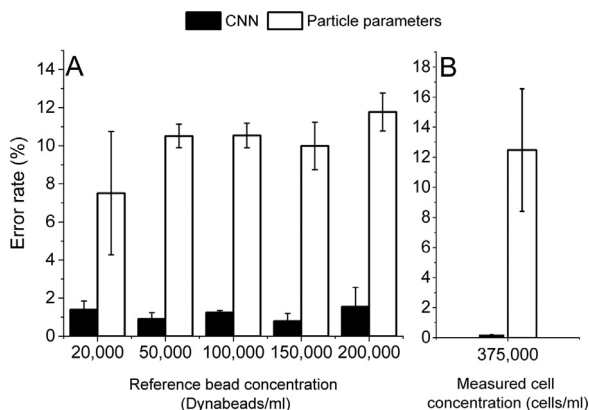 CNN Particle parameters
A
B
Error rate (%)
14
12
10
8
6
4
2
0
20,000 50,000 100,000 150,000 200,000
Reference bead concentration
(Dynabeads/ml)
18
16
14
12
10
8
6
4
2
0
375,000
Measured cell
concentration (cells/ml)